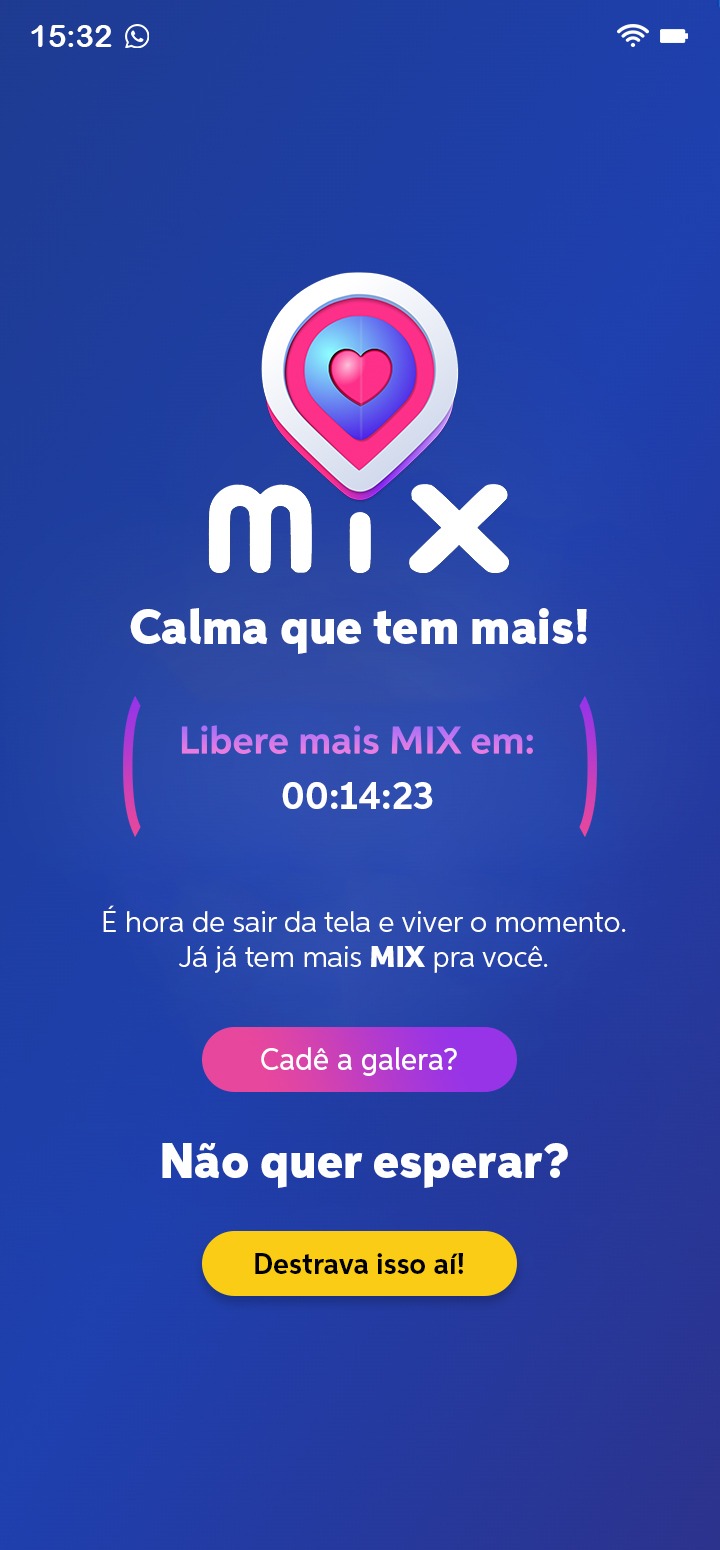 15:32
mix
Calma que tem mais!
Libere mais MIX em:
00:14:23
É hora de sair da tela e viver o momento.
Já já tem mais MIX pra você.
Cadê a galera?
Não quer esperar?
Destrava isso aí!